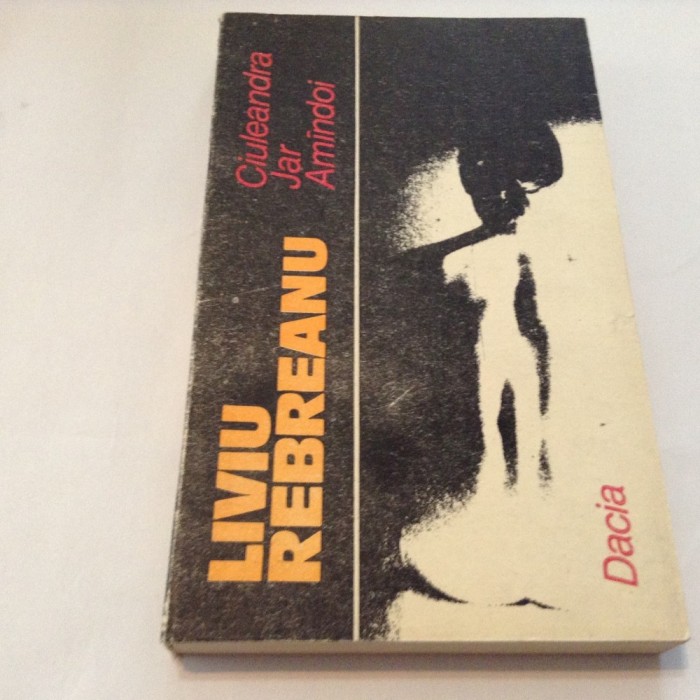 LIVIU
REBREANU
Ciuleandra
Jar
Amîndoi
Dacia